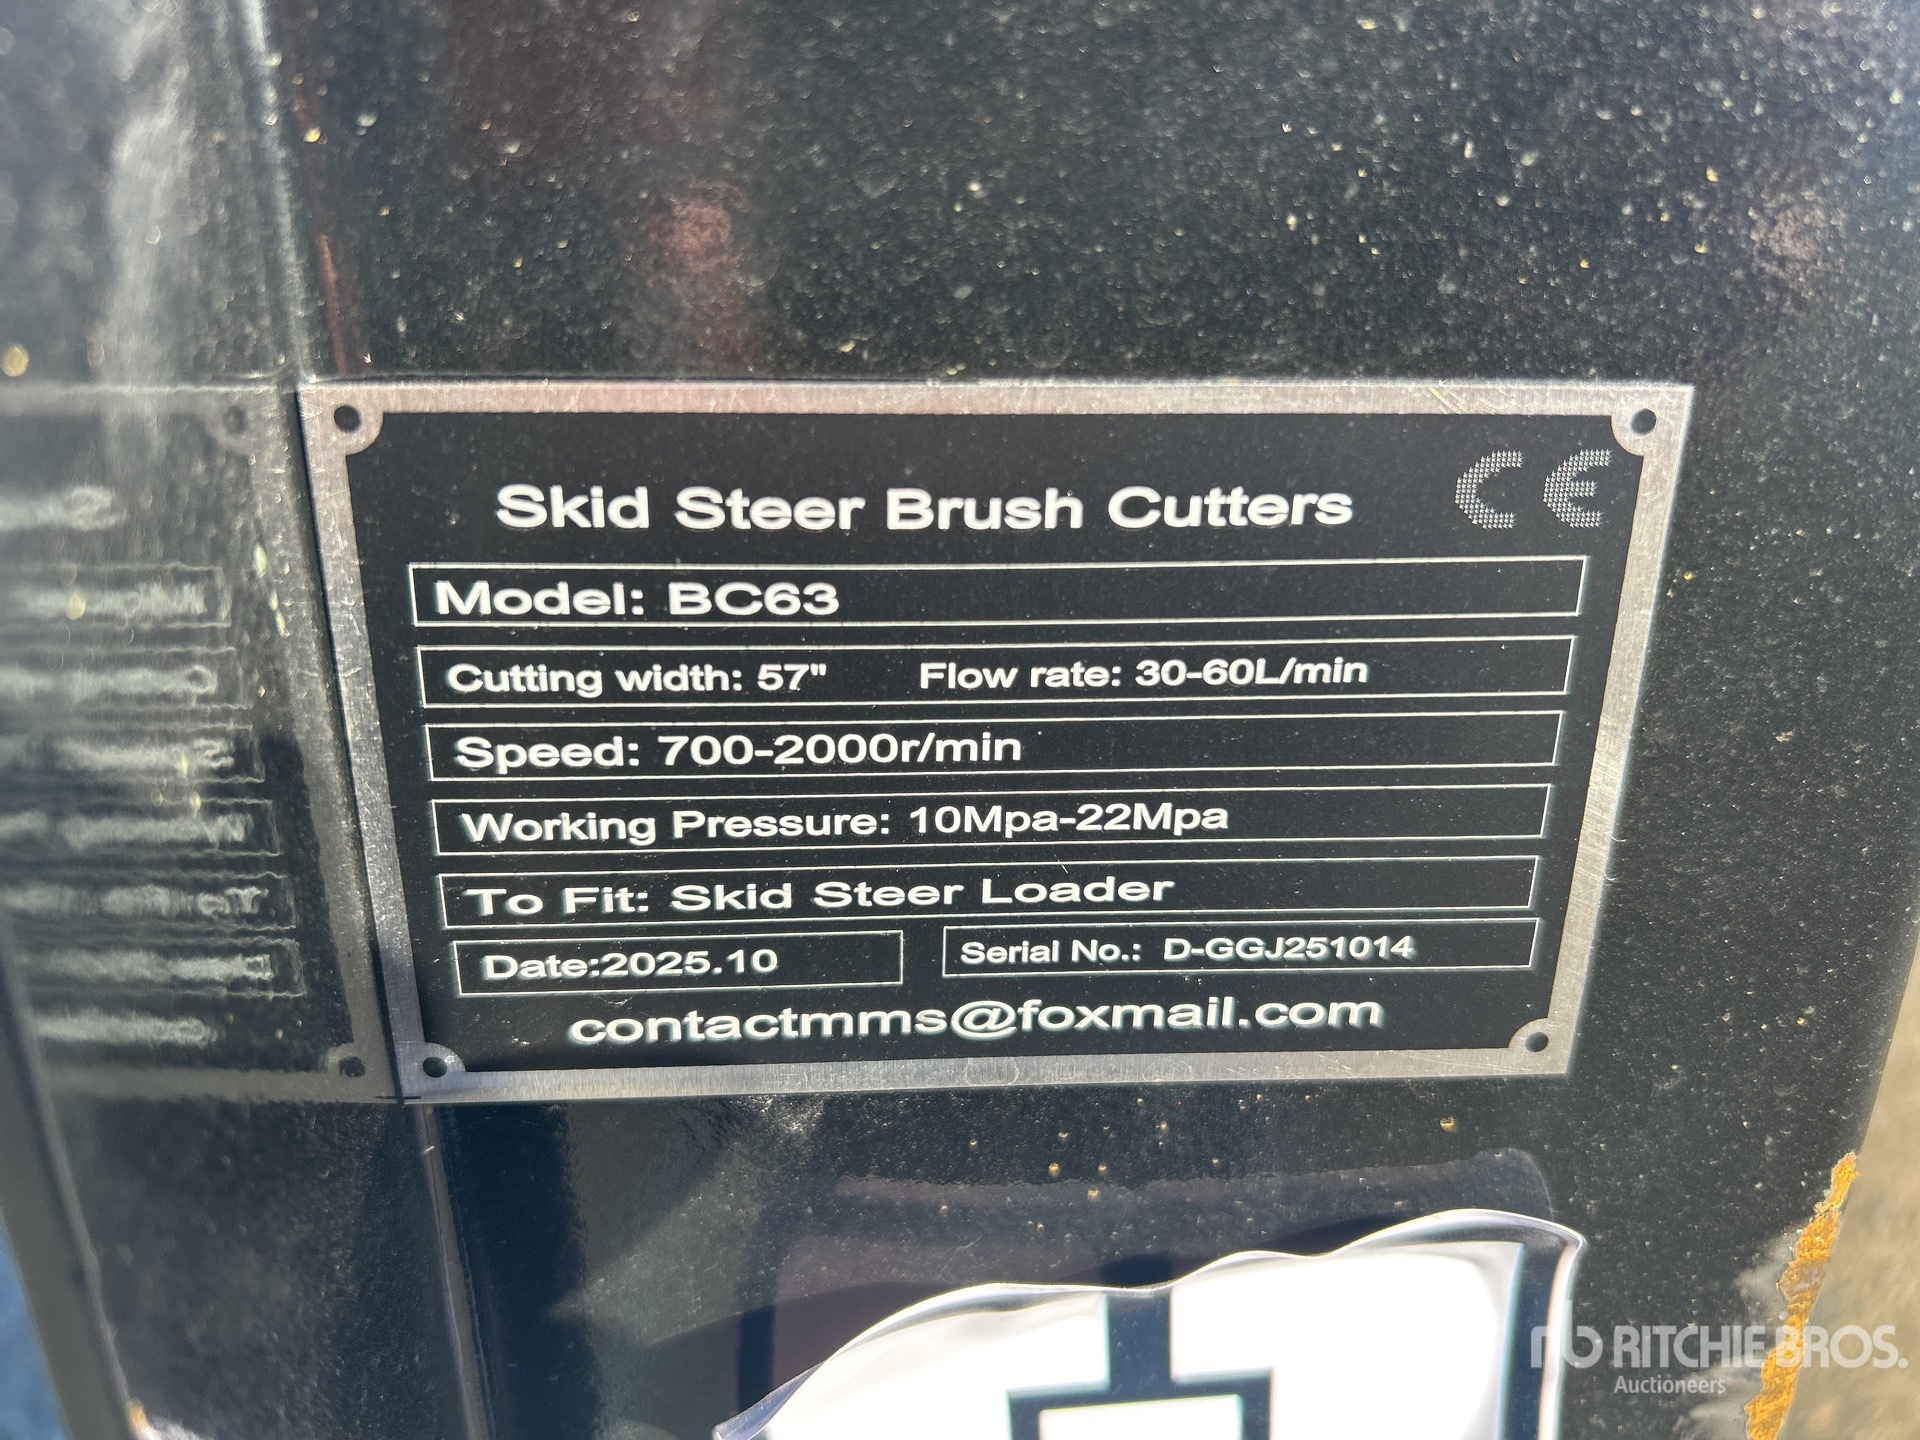 CE
Skid Steer Brush Cutters
Model: BC63
Cutting width: 57" Flow rate: 30-60L/min
Speed: 700-2000r/min
Working Pressure: 10Mpa-22Mpa
To Fit: Skid Steer Loader
Date:2025.10 Serial No.: D-GGJ251014
contactmms@foxmail.com
rb RITCHIE BROS.
Auctioneers